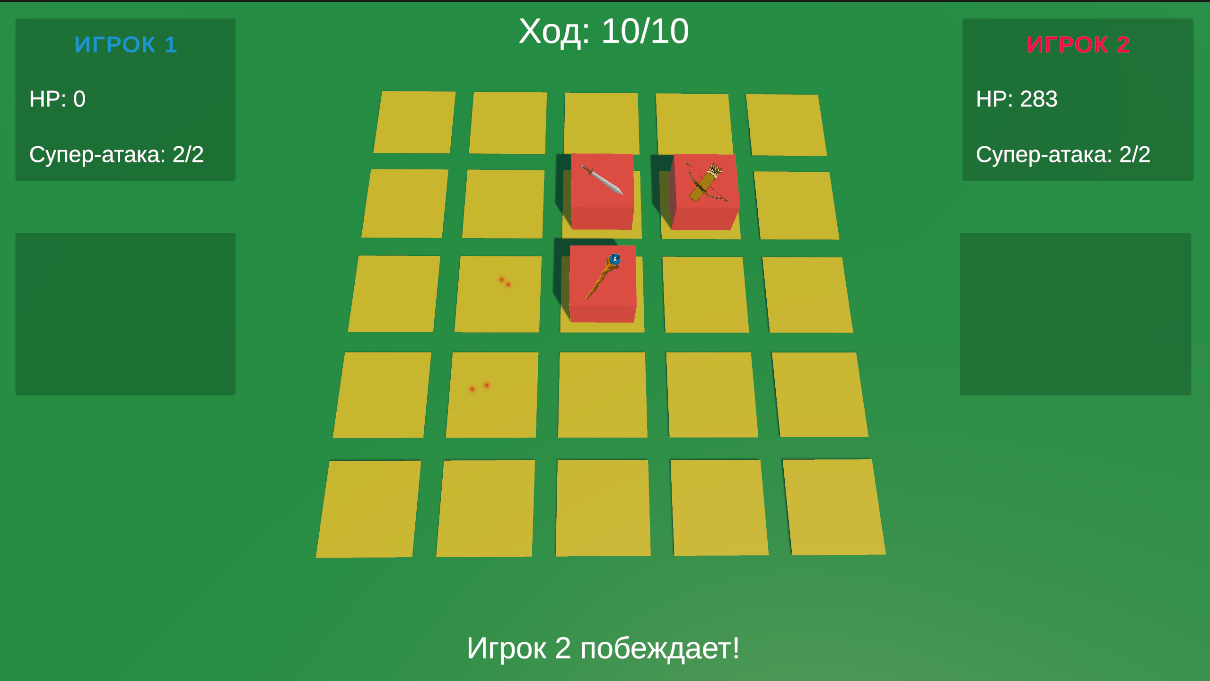 Ход: 10/10
ИГРОК 1
HP: 0
Супер-атака: 2/2
ИГРОК 2
HP: 283
Супер-атака: 2/2
Игрок 2 побеждает!